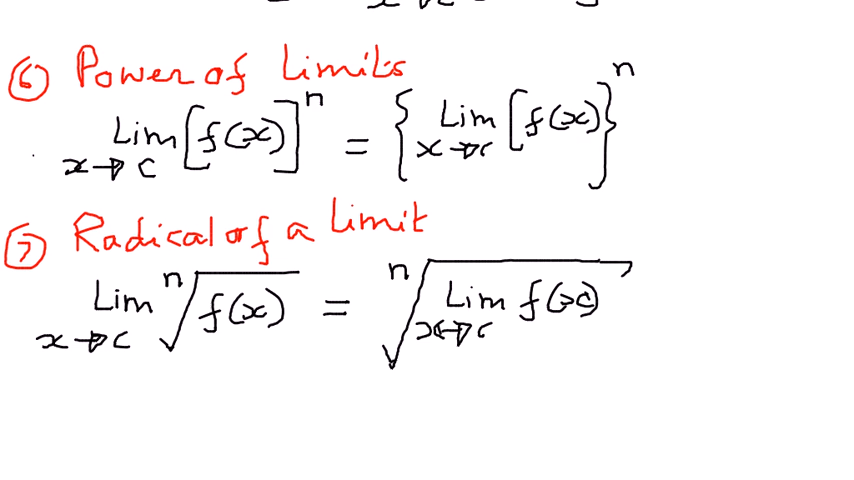 ⑥ Power of Limits
Lim x→c [f(x)]^n = { Lim x→c [f(x) }^n
⑦ Radical of a Limit
Lim x→c ⁿ√f(x) = ⁿ√ Lim x→c f(x)